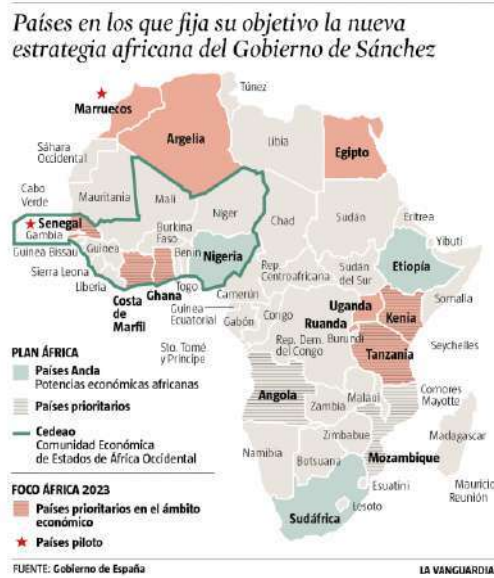 Países en los que fija su objetivo la nueva
estrategia africana del Gobierno de Sánchez
Túnez
Marruecos
Argelia
Libia
Egipto
Sáhara
Occidental
Cabo
Verde
Mauritania
Malí
Níger
Chad
Sudán
Eritrea
Yibuti
Senegal
Gambia
Guinea Bissau
Guinea
Burkina
Faso
Benín
Nigeria
Etiopía
Sierra Leona
Liberia
Costa
de Marfil
Ghana
Togo
Camerún
Rep.
Centroafricana
Sudán
del Sur
Somalia
Guinea
Ecuatorial
Gabón
Congo
Uganda
Kenia
Ruanda
Rep. Dem.
del Congo
Burundi
Tanzania
Seychelles
Sto. Tomé
y Príncipe
Angola
Zambia
Malaui
Comores
Mayotte
Zimbabue
Mozambique
Madagascar
Namibia
Botsuana
Esuatini
Mauricio
Reunión
Lesoto
Sudáfrica
PLAN ÁFRICA
Países Ancla
Potencias económicas africanas
Países prioritarios
Cedeao
Comunidad Económica
de Estados de África Occidental
FOCO ÁFRICA 2023
Países prioritarios en el ámbito
económico
Países piloto
FUENTE: Gobierno de España
LA VANGUARDIA